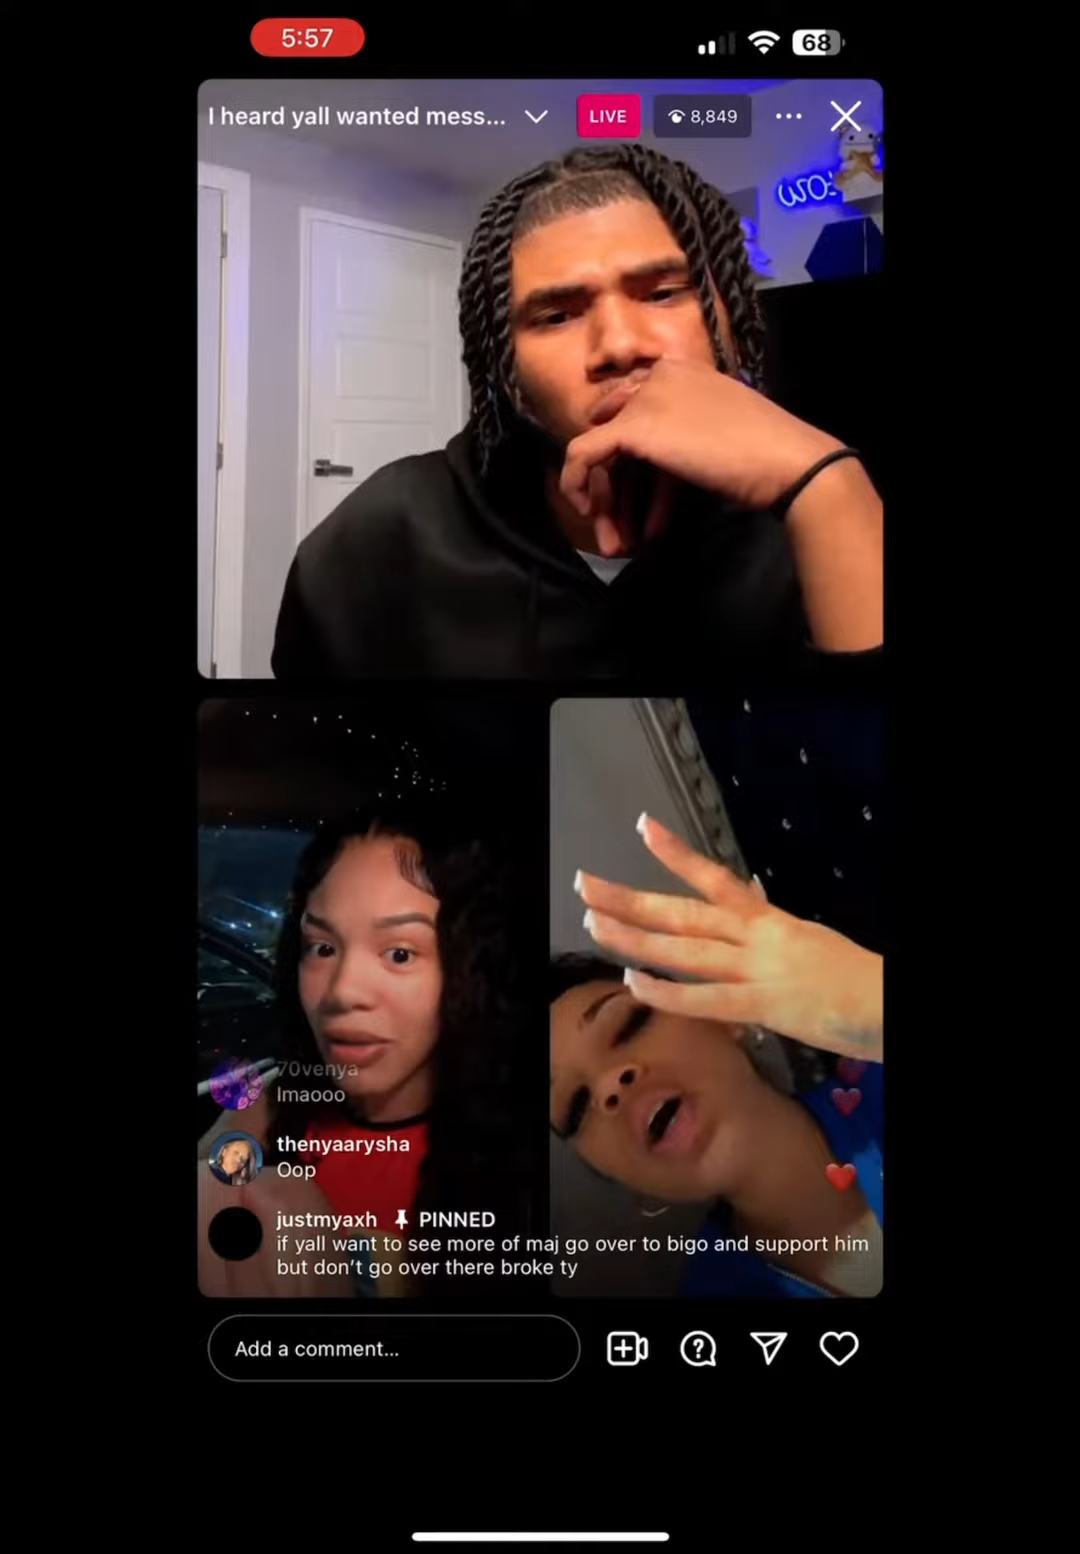 5:57
68
I heard yall wanted mess...
LIVE
8,849
70venya
lmaooo
thenyaarysha
Oop
justmyaxh PINNED
if yall want to see more of maj go over to bigo and support him
but don’t go over there broke ty
Add a comment...